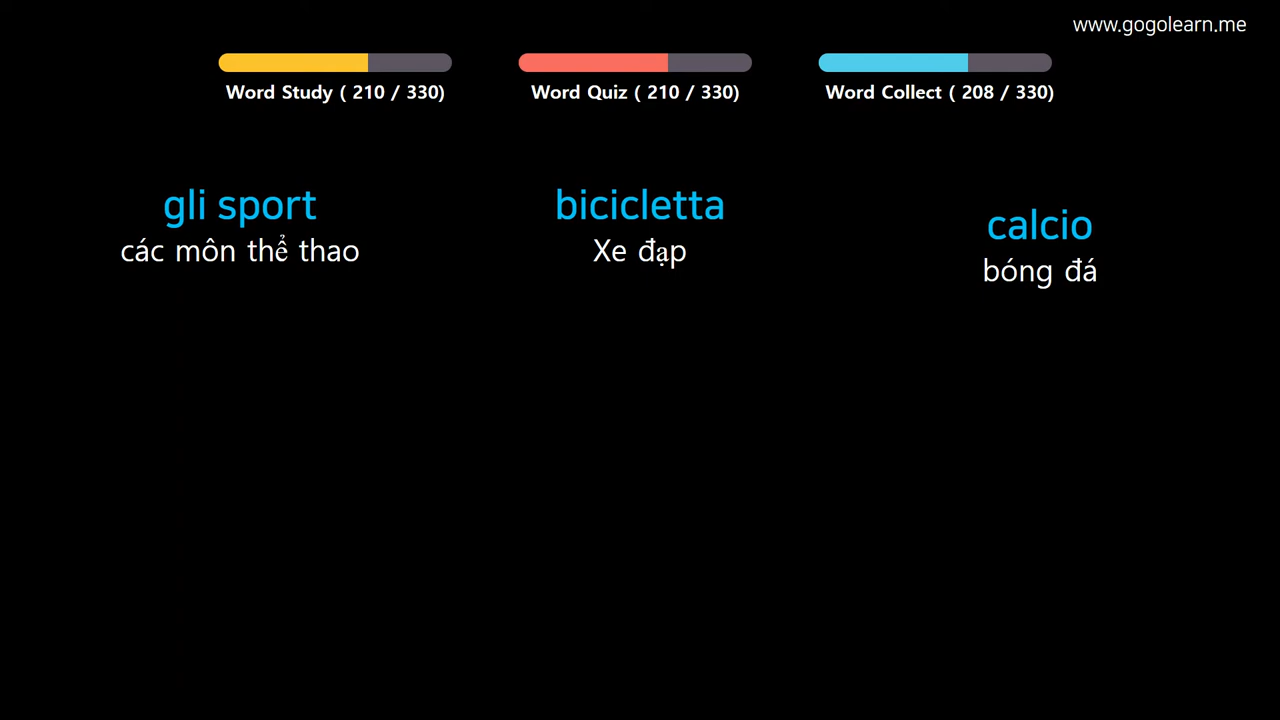 www.gogolearn.me
Word Study ( 210 / 330)
Word Quiz ( 210 / 330)
Word Collect ( 208 / 330)
gli sport
các môn thể thao
bicicletta
Xe đạp
calcio
bóng đá